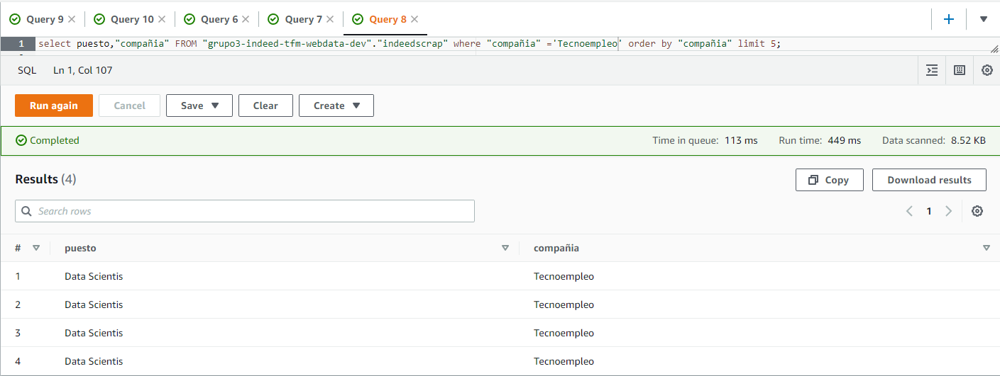 Query 9 Query 10 Query 6 Query 7 Query 8
1 select puesto,"compañia" FROM "grupo3-indeed-tfm-webdata-dev"."indeedscrap" where "compañia" ='Tecnoempleo' order by "compañia" limit 5;
SQL Ln 1, Col 107
Run again Cancel Save Clear Create
Completed Time in queue: 113 ms Run time: 449 ms Data scanned: 8.52 KB
Results (4) Copy Download results
Search rows 1
# puesto compañia
1 Data Scientis Tecnoempleo
2 Data Scientis Tecnoempleo
3 Data Scientis Tecnoempleo
4 Data Scientis Tecnoempleo